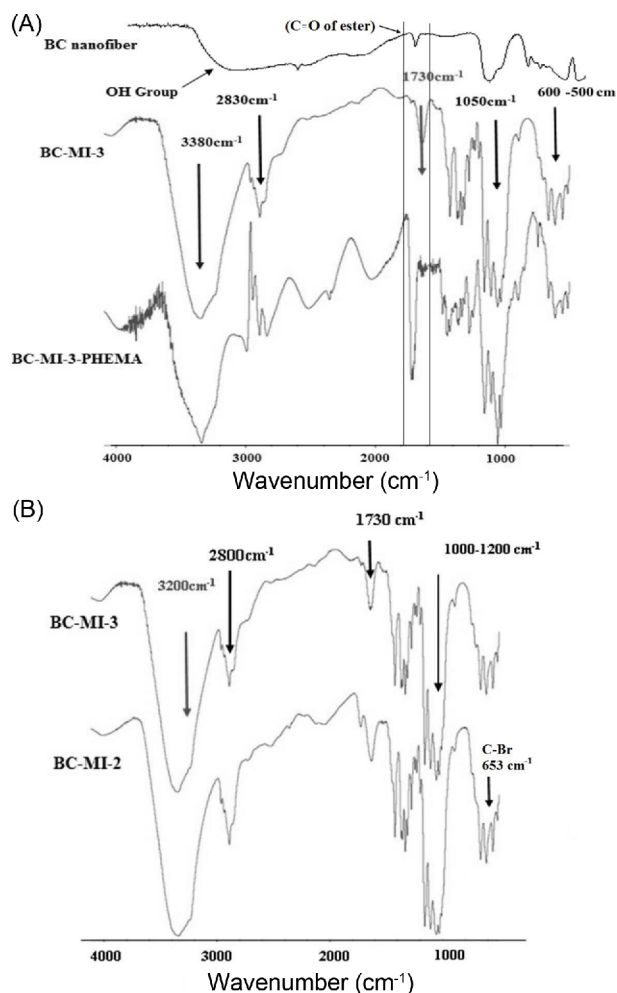 (A)
BC nanofiber
(C=O of ester)
OH Group
1730cm-1
2830cm-1
1050cm-1
600 -500 cm
3380cm-1
BC-MI-3
BC-MI-3-PHEMA
4000 3000 2000 1000
Wavenumber (cm-1)
(B)
1730 cm-1
2800cm-1
1000-1200 cm-1
3200cm-1
BC-MI-3
BC-MI-2
C-Br
653 cm-1
4000 3000 2000 1000
Wavenumber (cm-1)